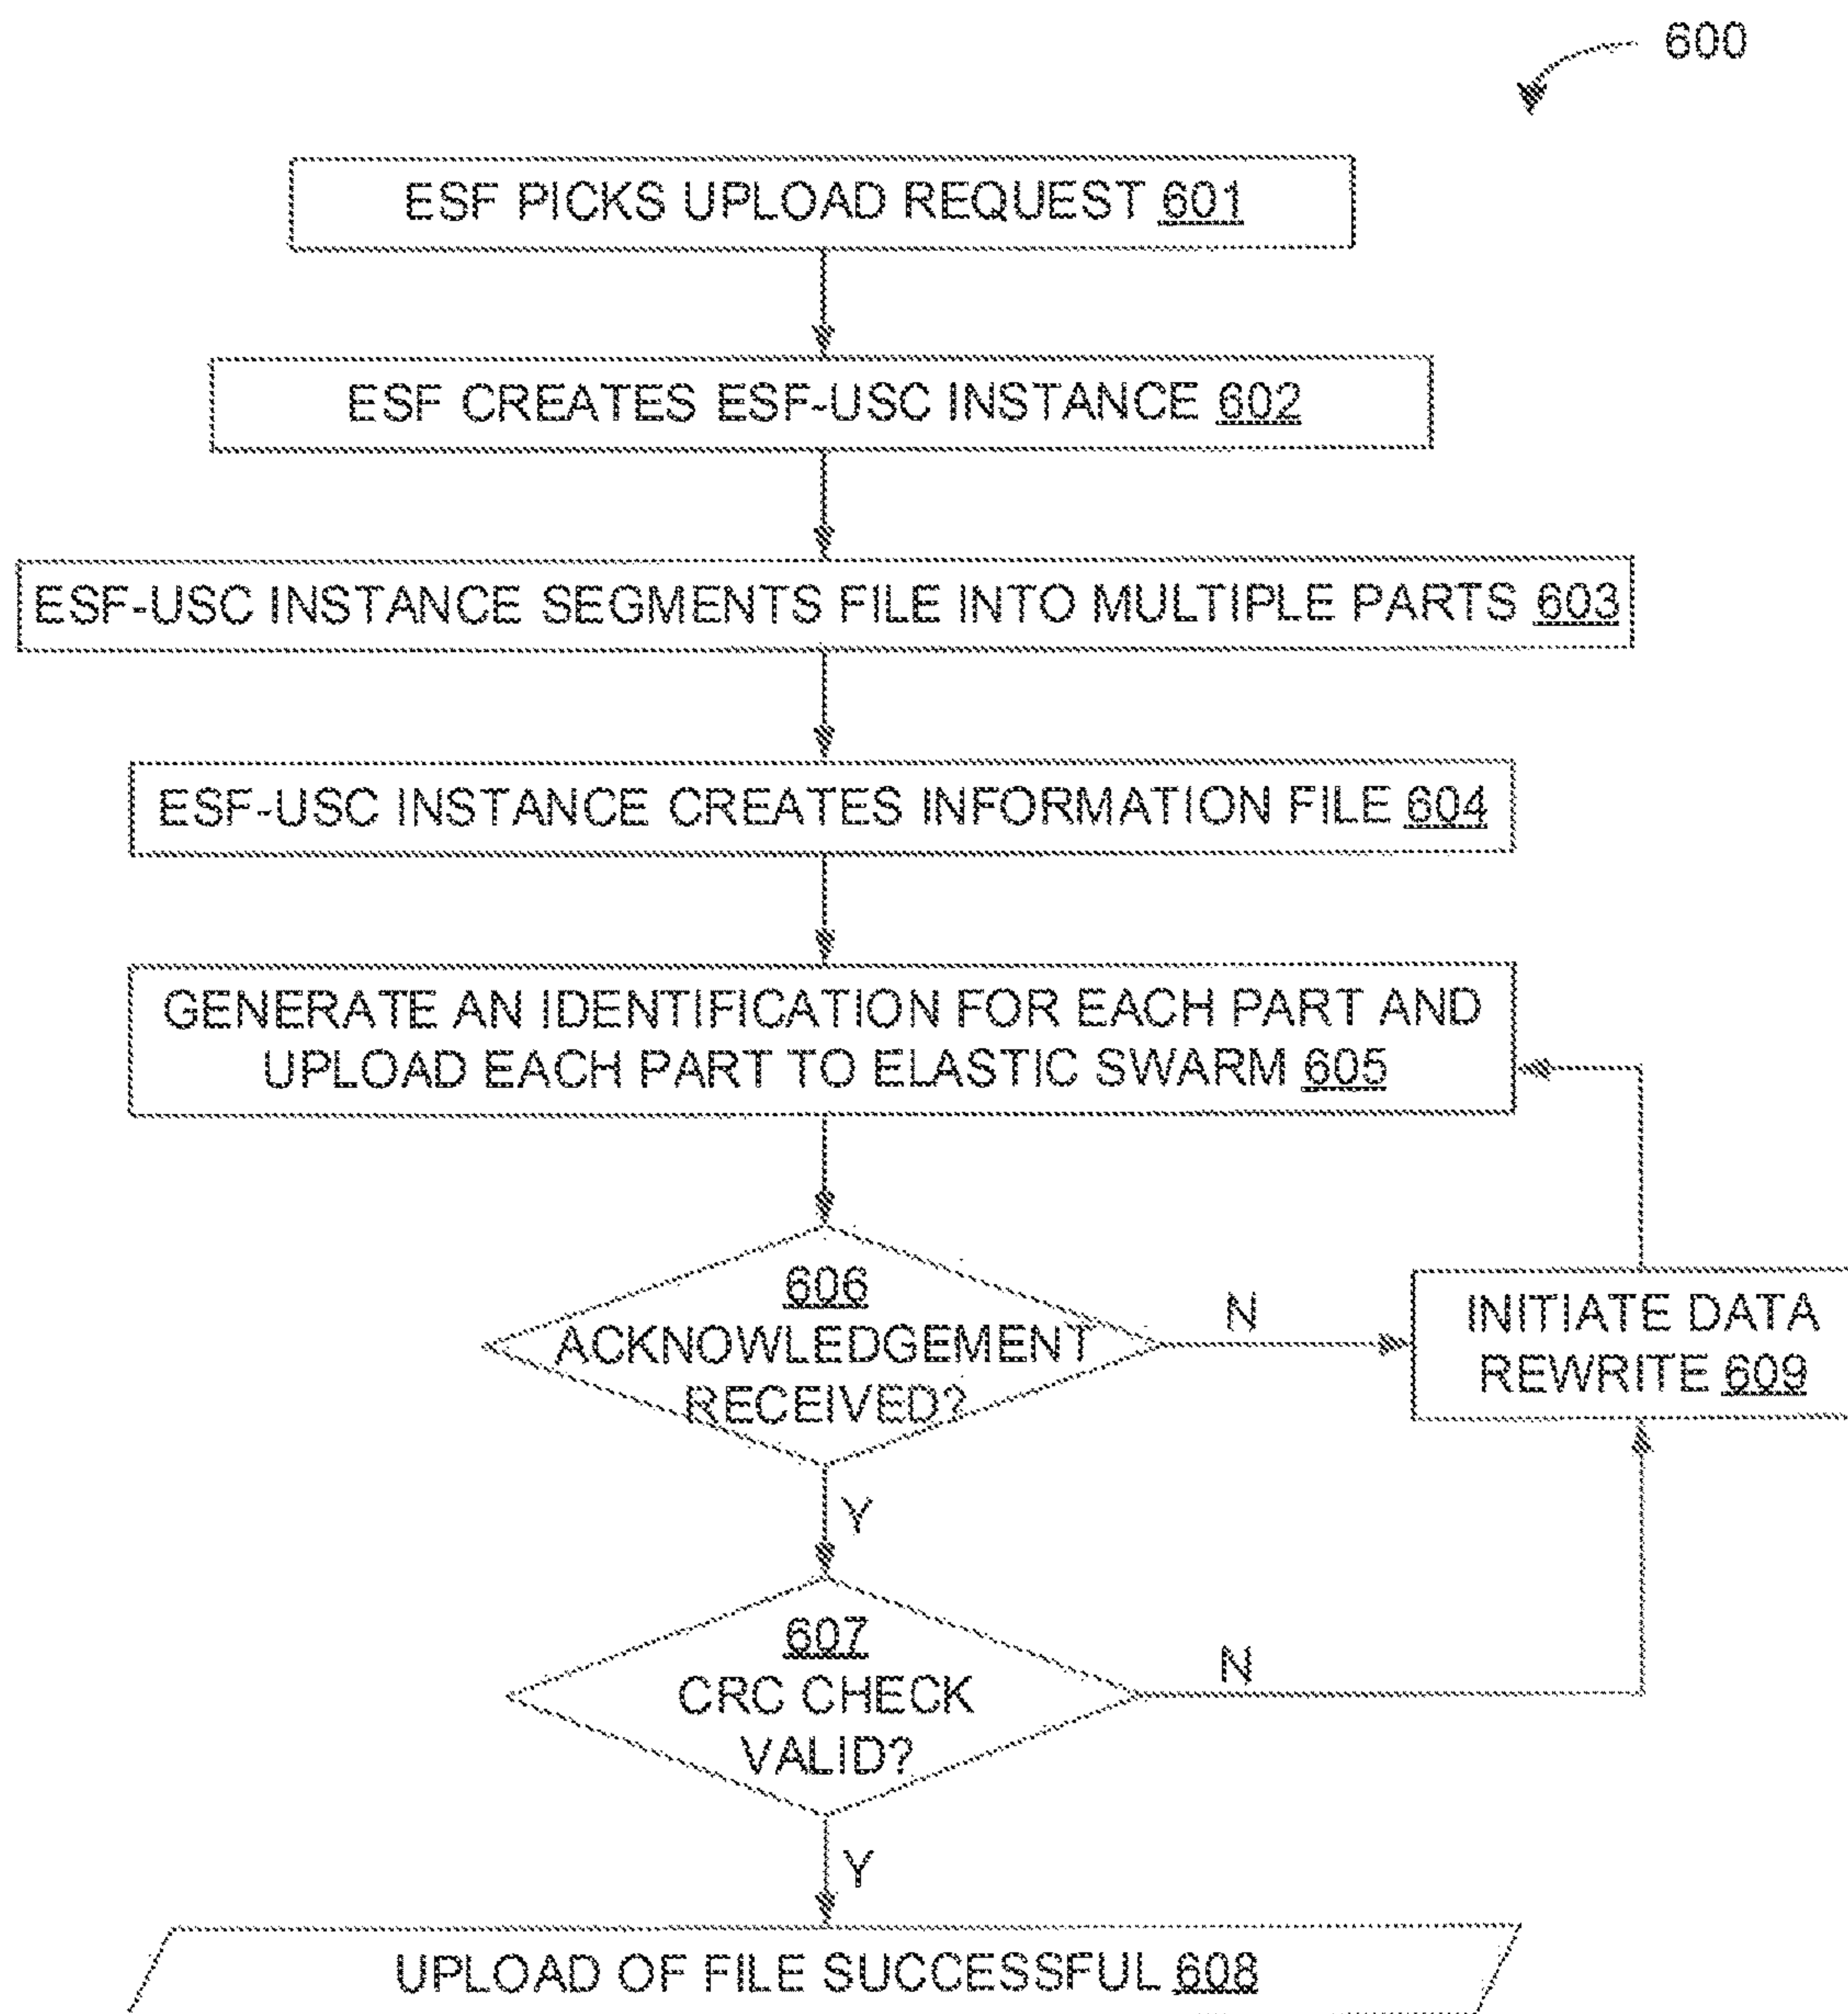 600
ESF PICKS UPLOAD REQUEST 601
ESF CREATES ESF-USC INSTANCE 602
ESF-USC INSTANCE SEGMENTS FILE INTO MULTIPLE PARTS 603
ESF-USC INSTANCE CREATES INFORMATION FILE 604
GENERATE AN IDENTIFICATION FOR EACH PART AND
UPLOAD EACH PART TO ELASTIC SWARM 605
606
ACKNOWLEDGEMENT
RECEIVED?
N
INITIATE DATA
REWRITE 609
Y
607
CRC CHECK
VALID?
N
Y
UPLOAD OF FILE SUCCESSFUL 608